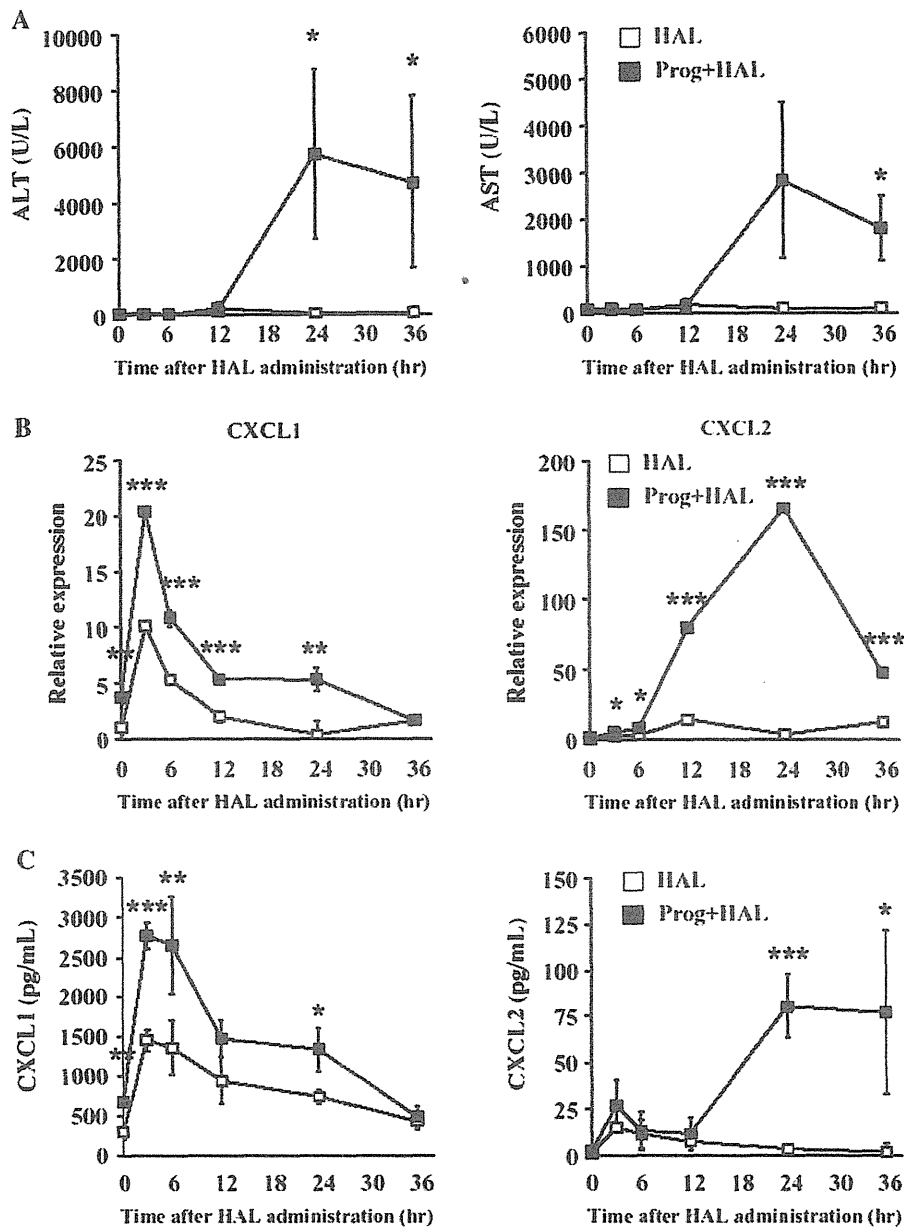 A
ALT (U/L)
10000
8000
6000
4000
2000
0
*
*
0 6 12 18 24 30 36
Time after HAL administration (hr)
AST (U/L)
6000
5000
4000
3000
2000
1000
0
HAL
Prog+HAL
*
0 6 12 18 24 30 36
Time after HAL administration (hr)
B
CXCL1
Relative expression
25
20
15
10
5
0
**
***
***
***
**
0 6 12 18 24 30 36
Time after HAL administration (hr)
CXCL2
Relative expression
200
150
100
50
0
HAL
Prog+HAL
*
*
***
***
***
0 6 12 18 24 30 36
Time after HAL administration (hr)
C
CXCL1 (pg/mL)
3500
3000
2500
2000
1500
1000
500
0
**
***
**
*
0 6 12 18 24 30 36
Time after HAL administration (hr)
CXCL2 (pg/mL)
150
125
100
75
50
25
0
HAL
Prog+HAL
***
*
0 6 12 18 24 30 36
Time after HAL administration (hr)